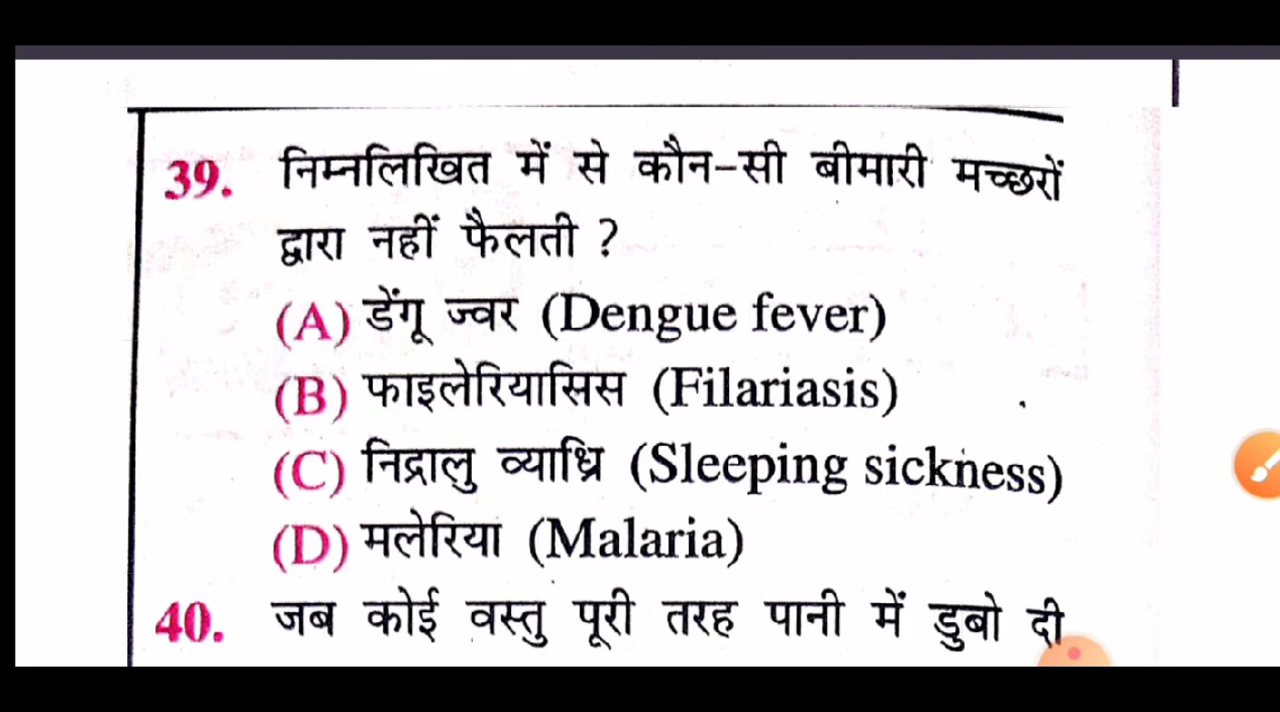 39. निम्नलिखित में से कौन-सी बीमारी मच्छरों
द्वारा नहीं फैलती ?
(A) डेंगू ज्वर (Dengue fever)
(B) फाइलेरियासिस (Filariasis)
(C) निद्रालु व्याध्रि (Sleeping sickness)
(D) मलेरिया (Malaria)
40. जब कोई वस्तु पूरी तरह पानी में डुबो दी